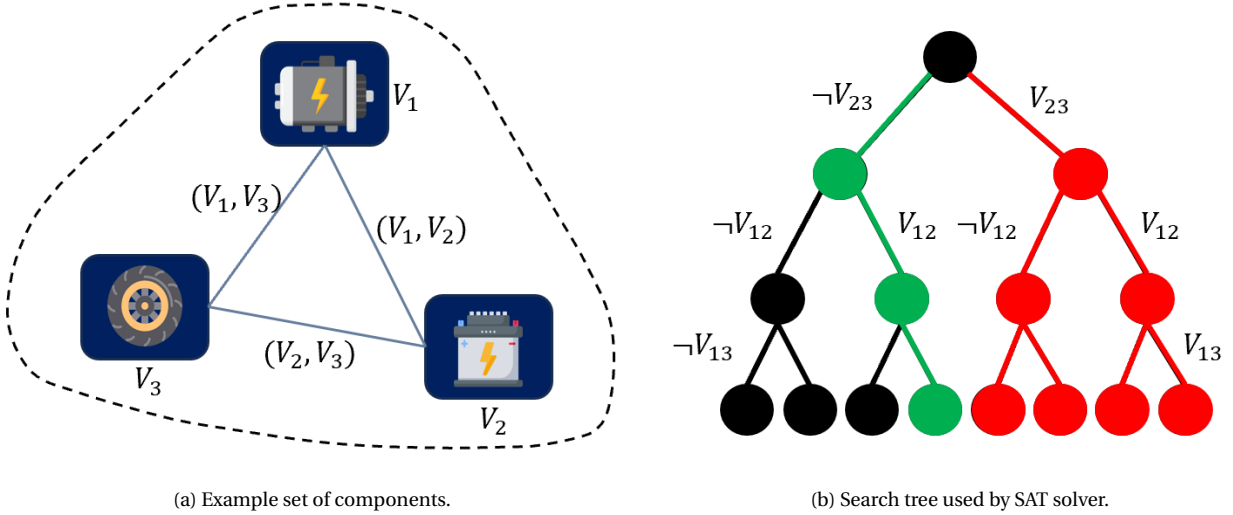 V₁
(V₁, V₃)
(V₁, V₂)
(V₂, V₃)
V₃
V₂
(a) Example set of components.
¬V₂₃
V₂₃
¬V₁₂
V₁₂
¬V₁₂
V₁₂
¬V₁₃
V₁₃
(b) Search tree used by SAT solver.